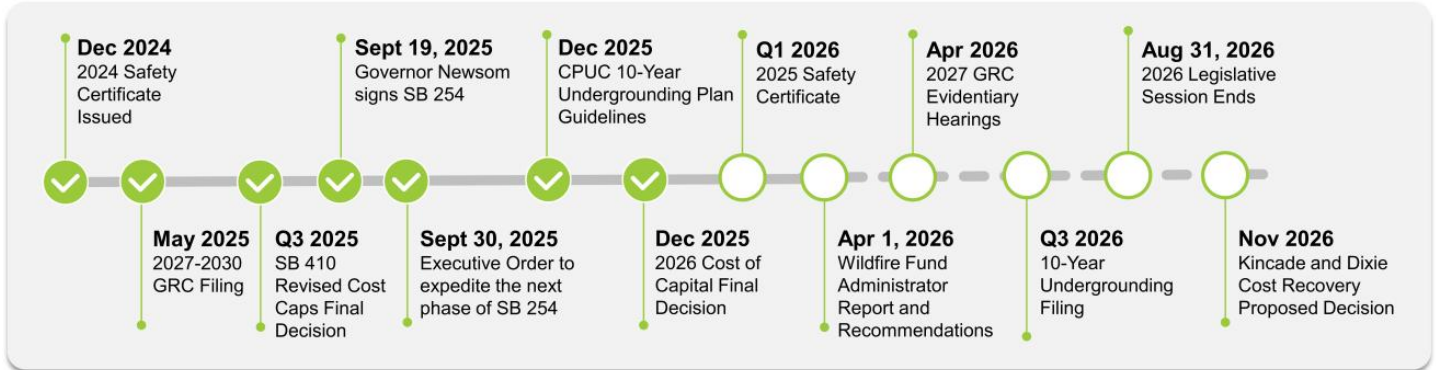 Dec 2024
2024 Safety
Certificate
Issued
Sept 19, 2025
Governor Newsom
signs SB 254
Dec 2025
CPUC 10-Year
Undergrounding Plan
Guidelines
Q1 2026
2025 Safety
Certificate
Apr 2026
2027 GRC
Evidentiary
Hearings
Aug 31, 2026
2026 Legislative
Session Ends
May 2025
2027-2030
GRC Filing
Q3 2025
SB 410
Revised Cost
Caps Final
Decision
Sept 30, 2025
Executive Order to
expedite the next
phase of SB 254
Dec 2025
2026 Cost of
Capital Final
Decision
Apr 1, 2026
Wildfire Fund
Administrator
Report and
Recommendations
Q3 2026
10-Year
Undergrounding
Filing
Nov 2026
Kincade and Dixie
Cost Recovery
Proposed Decision